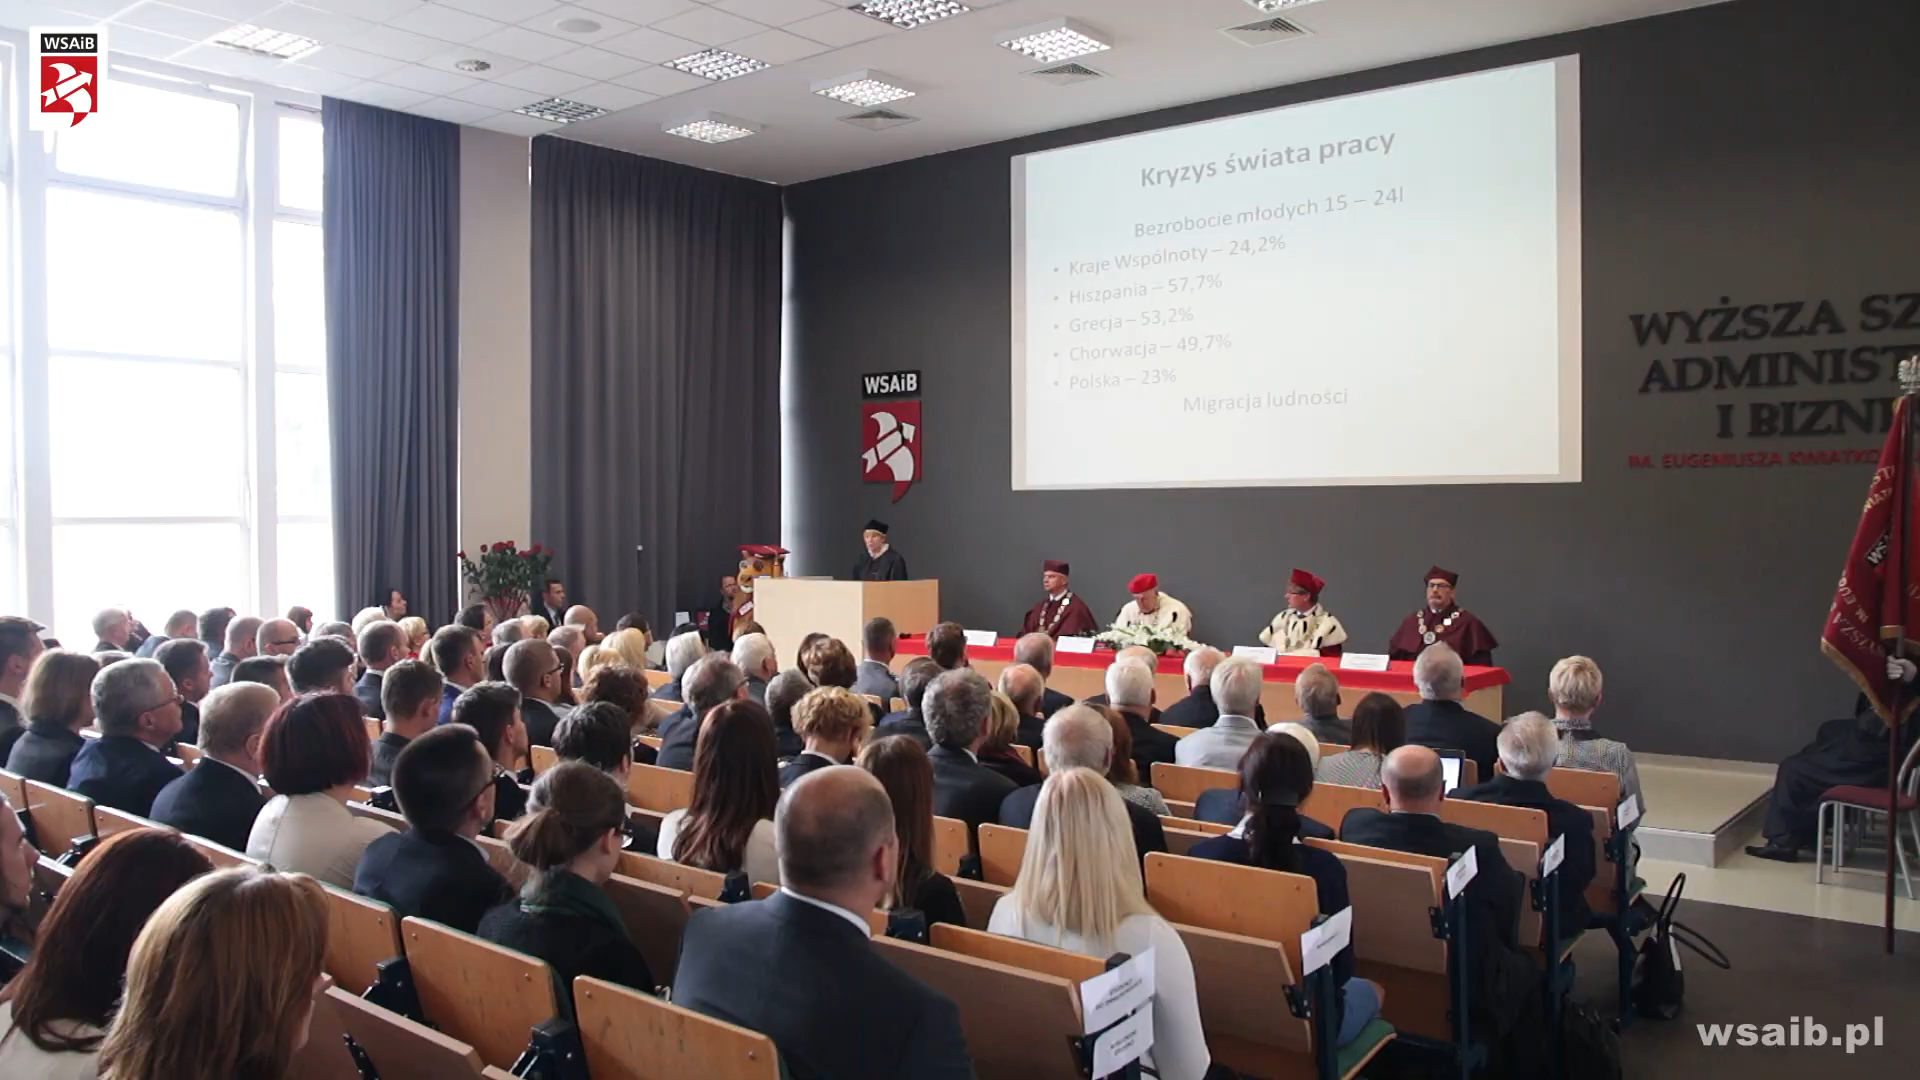 WSAiB
Kryzys świata pracy
Bezrobocie młodych 15 – 24l
• Kraje Wspólnoty – 24,2%
• Hiszpania – 57,7%
• Grecja – 53,2%
• Chorwacja – 49,7%
• Polska – 23%
Migracja ludności
WSAiB
WYŻSZA SZ
ADMINIST
I BIZN
IM. EUGENIUSZA KWIATKO
wsaib.pl